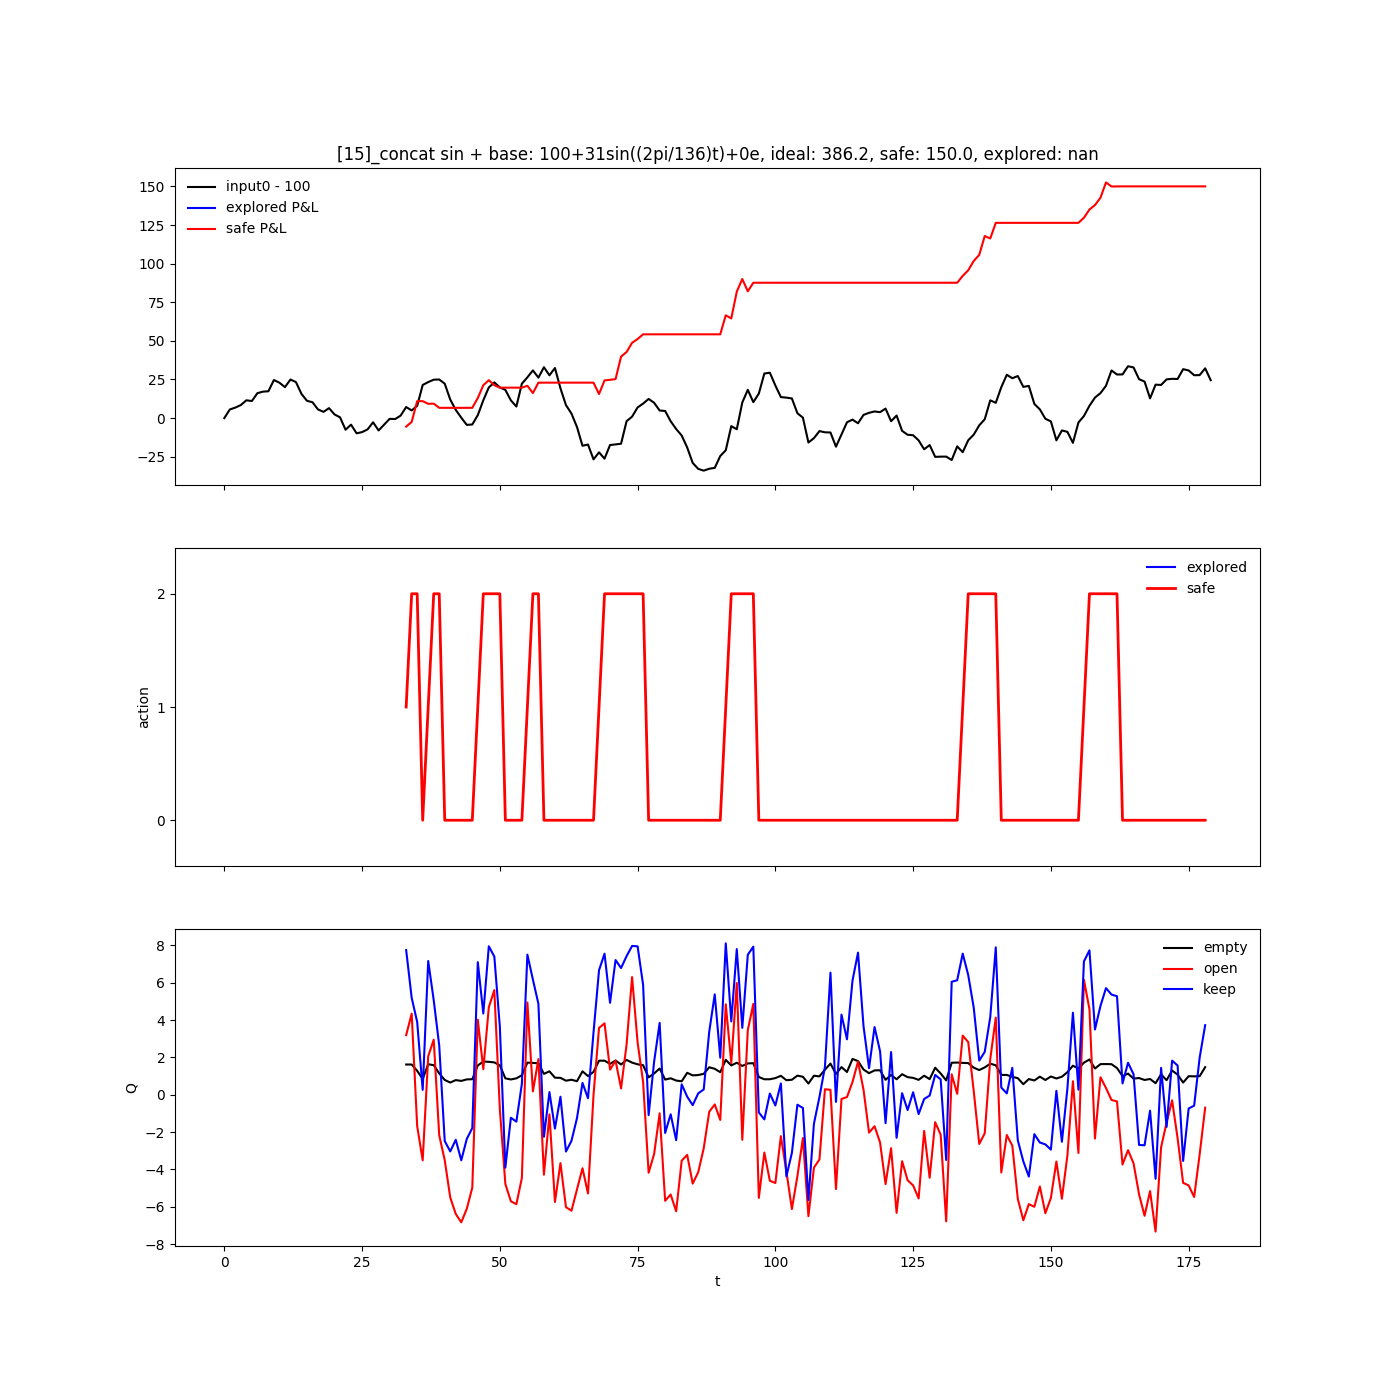 [15]_concat sin + base: 100+31sin((2pi/136)t)+0e, ideal: 386.2, safe: 150.0, explored: nan
150
125
100
75
50
25
0
−25
input0 - 100
explored P&L
safe P&L
action
2
1
0
explored
safe
Q
8
6
4
2
0
−2
−4
−6
−8
empty
open
keep
0 25 50 75 100 125 150 175
t